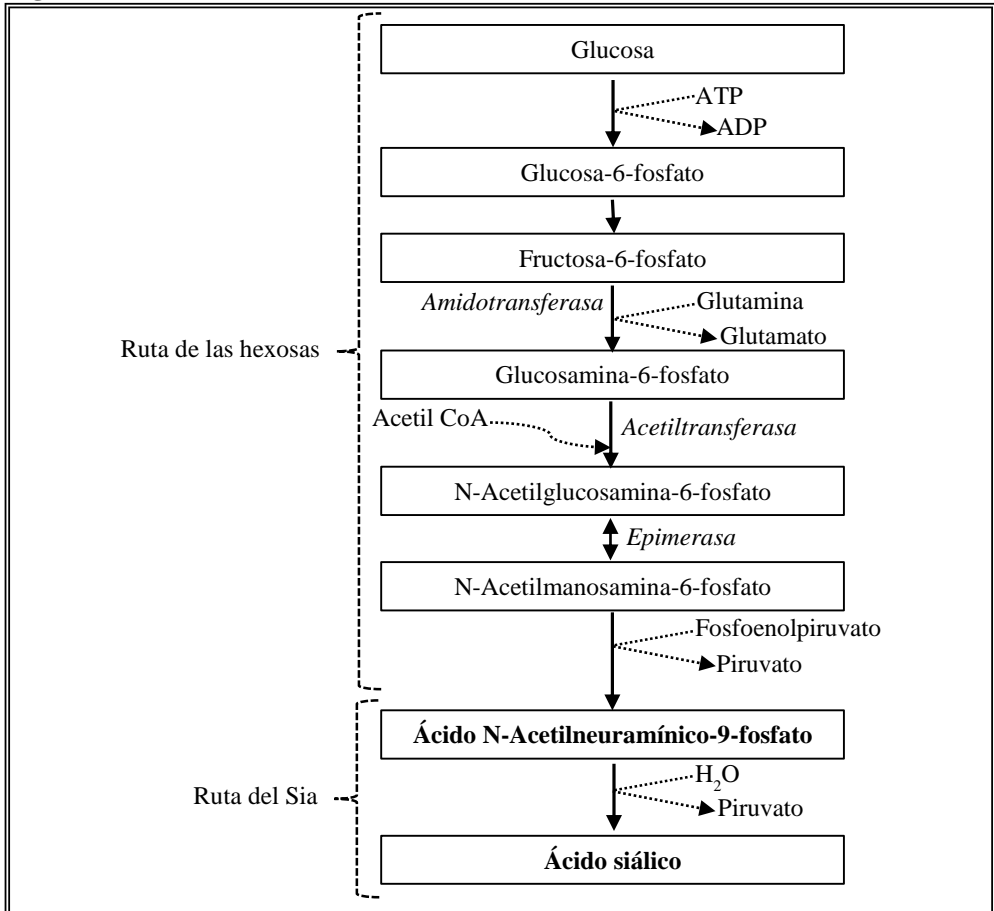 Glucosa
ATP
ADP
Glucosa-6-fosfato
Fructosa-6-fosfato
Amidotransferasa
Glutamina
Glutamato
Ruta de las hexosas
Glucosamina-6-fosfato
Acetil CoA
Acetiltransferasa
N-Acetilglucosamina-6-fosfato
Epimerasa
N-Acetilmanosamina-6-fosfato
Fosfoenolpiruvato
Piruvato
Ácido N-Acetilneuramínico-9-fosfato
Ruta del Sia
H₂O
Piruvato
Ácido siálico